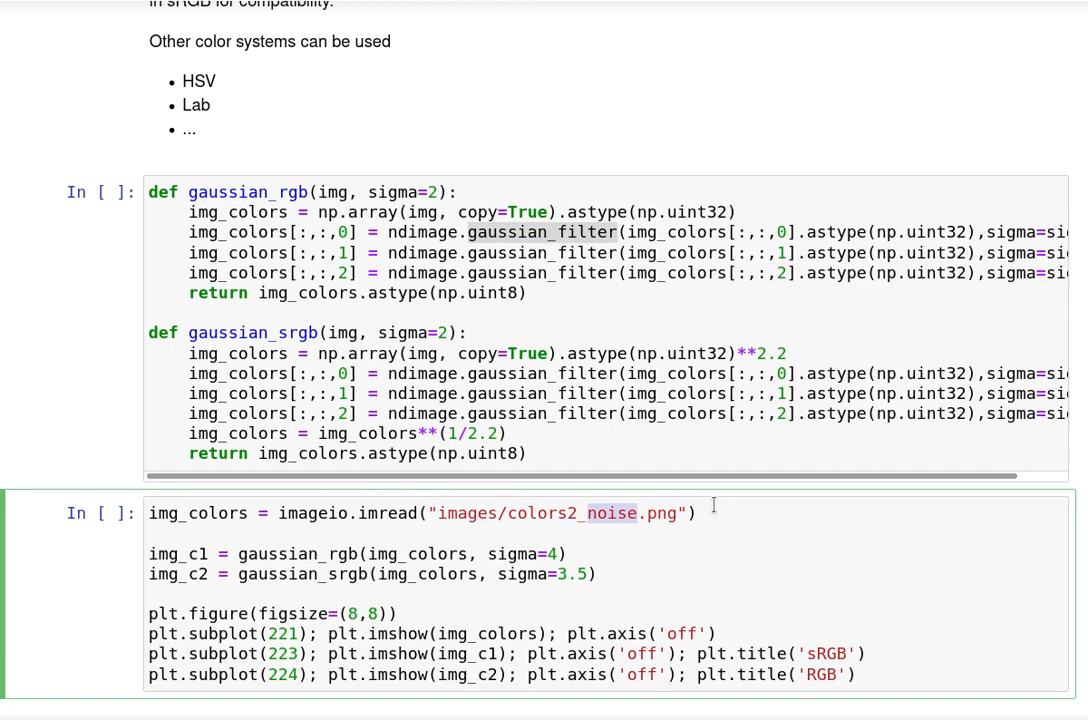 in sRGB for compatibility.
Other color systems can be used
• HSV
• Lab
• ...
In [ ]: def gaussian_rgb(img, sigma=2):
    img_colors = np.array(img, copy=True).astype(np.uint32)
    img_colors[:,:,0] = ndimage.gaussian_filter(img_colors[:,:,0].astype(np.uint32),sigma=si
    img_colors[:,:,1] = ndimage.gaussian_filter(img_colors[:,:,1].astype(np.uint32),sigma=si
    img_colors[:,:,2] = ndimage.gaussian_filter(img_colors[:,:,2].astype(np.uint32),sigma=si
    return img_colors.astype(np.uint8)
def gaussian_srgb(img, sigma=2):
    img_colors = np.array(img, copy=True).astype(np.uint32)**2.2
    img_colors[:,:,0] = ndimage.gaussian_filter(img_colors[:,:,0].astype(np.uint32),sigma=si
    img_colors[:,:,1] = ndimage.gaussian_filter(img_colors[:,:,1].astype(np.uint32),sigma=si
    img_colors[:,:,2] = ndimage.gaussian_filter(img_colors[:,:,2].astype(np.uint32),sigma=si
    img_colors = img_colors**(1/2.2)
    return img_colors.astype(np.uint8)
In [ ]: img_colors = imageio.imread("images/colors2_noise.png")
img_c1 = gaussian_rgb(img_colors, sigma=4)
img_c2 = gaussian_srgb(img_colors, sigma=3.5)
plt.figure(figsize=(8,8))
plt.subplot(221); plt.imshow(img_colors); plt.axis('off')
plt.subplot(223); plt.imshow(img_c1); plt.axis('off'); plt.title('sRGB')
plt.subplot(224); plt.imshow(img_c2); plt.axis('off'); plt.title('RGB')